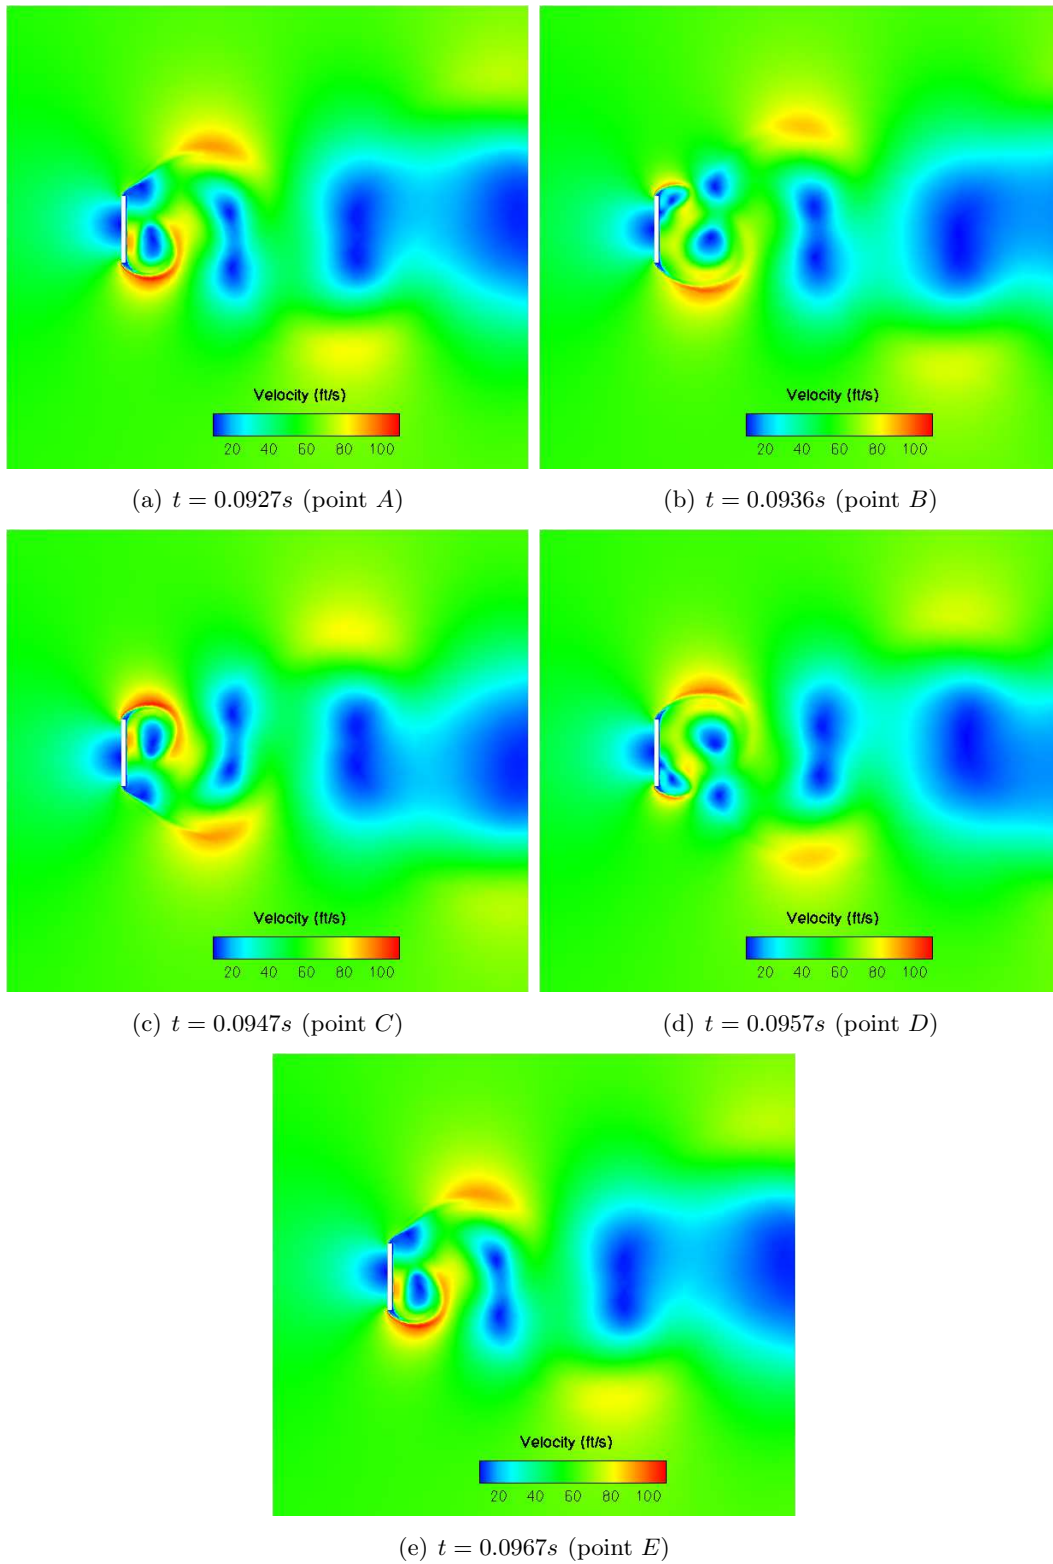 Velocity (ft/s)
20 40 60 80 100
Velocity (ft/s)
20 40 60 80 100
(a) t = 0.0927s (point A)
(b) t = 0.0936s (point B)
Velocity (ft/s)
20 40 60 80 100
Velocity (ft/s)
20 40 60 80 100
(c) t = 0.0947s (point C)
(d) t = 0.0957s (point D)
Velocity (ft/s)
20 40 60 80 100
(e) t = 0.0967s (point E)